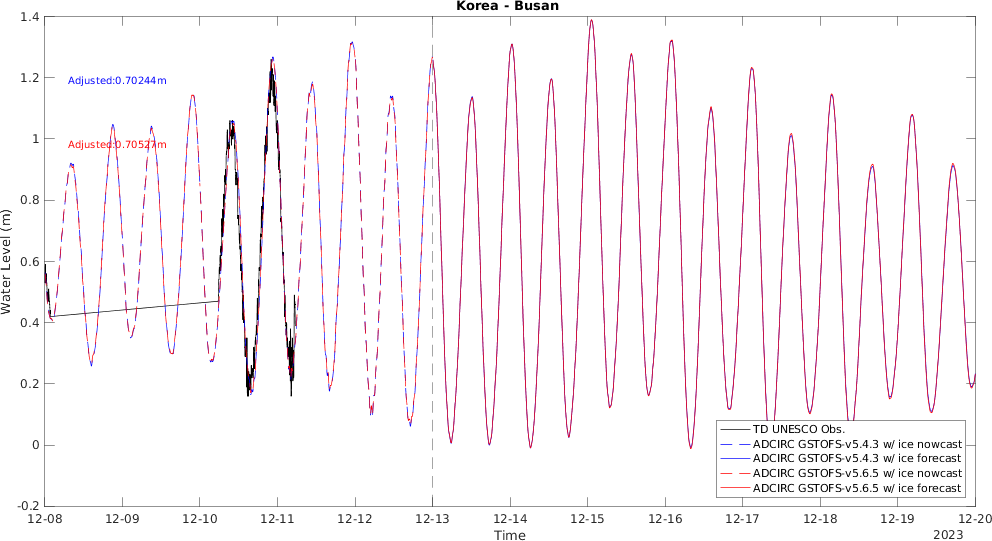 Korea - Busan
1.4
1.2
1
0.8
0.6
0.4
0.2
0
-0.2
Water Level (m)
Adjusted:0.70244m
Adjusted:0.70527m
TD UNESCO Obs.
ADCIRC GSTOFS-v5.4.3 w/ ice nowcast
ADCIRC GSTOFS-v5.4.3 w/ ice forecast
ADCIRC GSTOFS-v5.6.5 w/ ice nowcast
ADCIRC GSTOFS-v5.6.5 w/ ice forecast
12-08 12-09 12-10 12-11 12-12 12-13 12-14 12-15 12-16 12-17 12-18 12-19 12-20
Time
2023